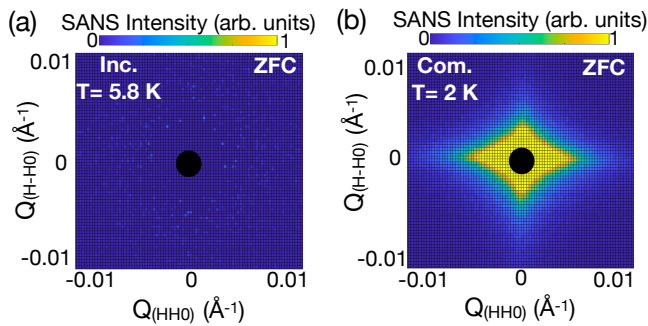 (a)
SANS Intensity (arb. units)
0 1
0.01
Inc.
ZFC
T= 5.8 K
Q(H-H0) (Å-1)
0
-0.01
-0.01 0 0.01
Q(HH0) (Å-1)
(b)
SANS Intensity (arb. units)
0 1
0.01
Com.
ZFC
T= 2 K
Q(H-H0) (Å-1)
0
-0.01
-0.01 0 0.01
Q(HH0) (Å-1)